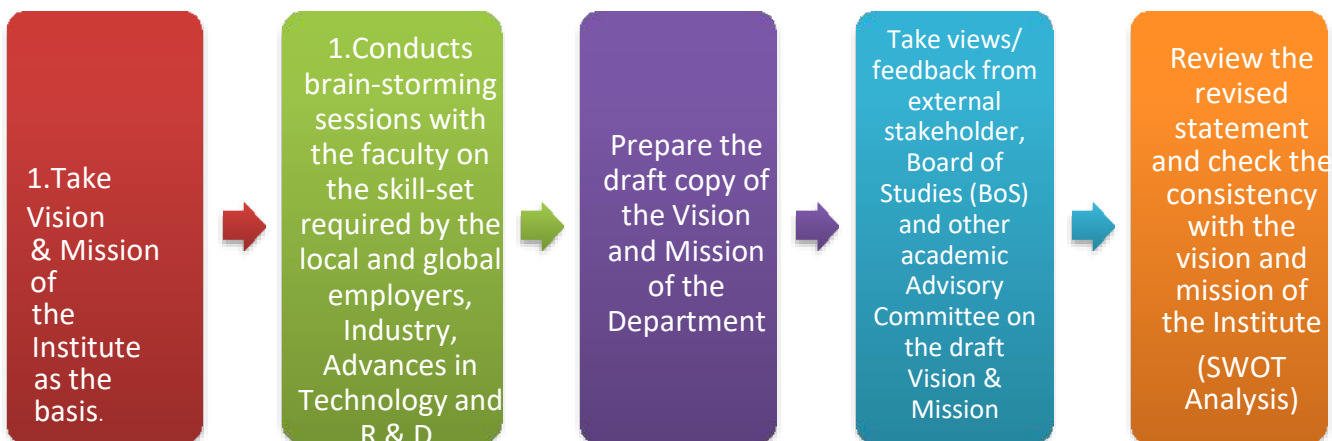 1.Take
Vision
& Mission
of
the
Institute
as the
basis.
1.Conducts
brain-storming
sessions with
the faculty on
the skill-set
required by the
local and global
employers,
Industry,
Advances in
Technology and
R & D
Prepare the
draft copy of
the Vision
and Mission
of the
Department
Take views/
feedback from
external
stakeholder,
Board of
Studies (BoS)
and other
academic
Advisory
Committee on
the draft
Vision &
Mission
Review the
revised
statement
and check the
consistency
with the
vision and
mission of
the Institute
(SWOT
Analysis)